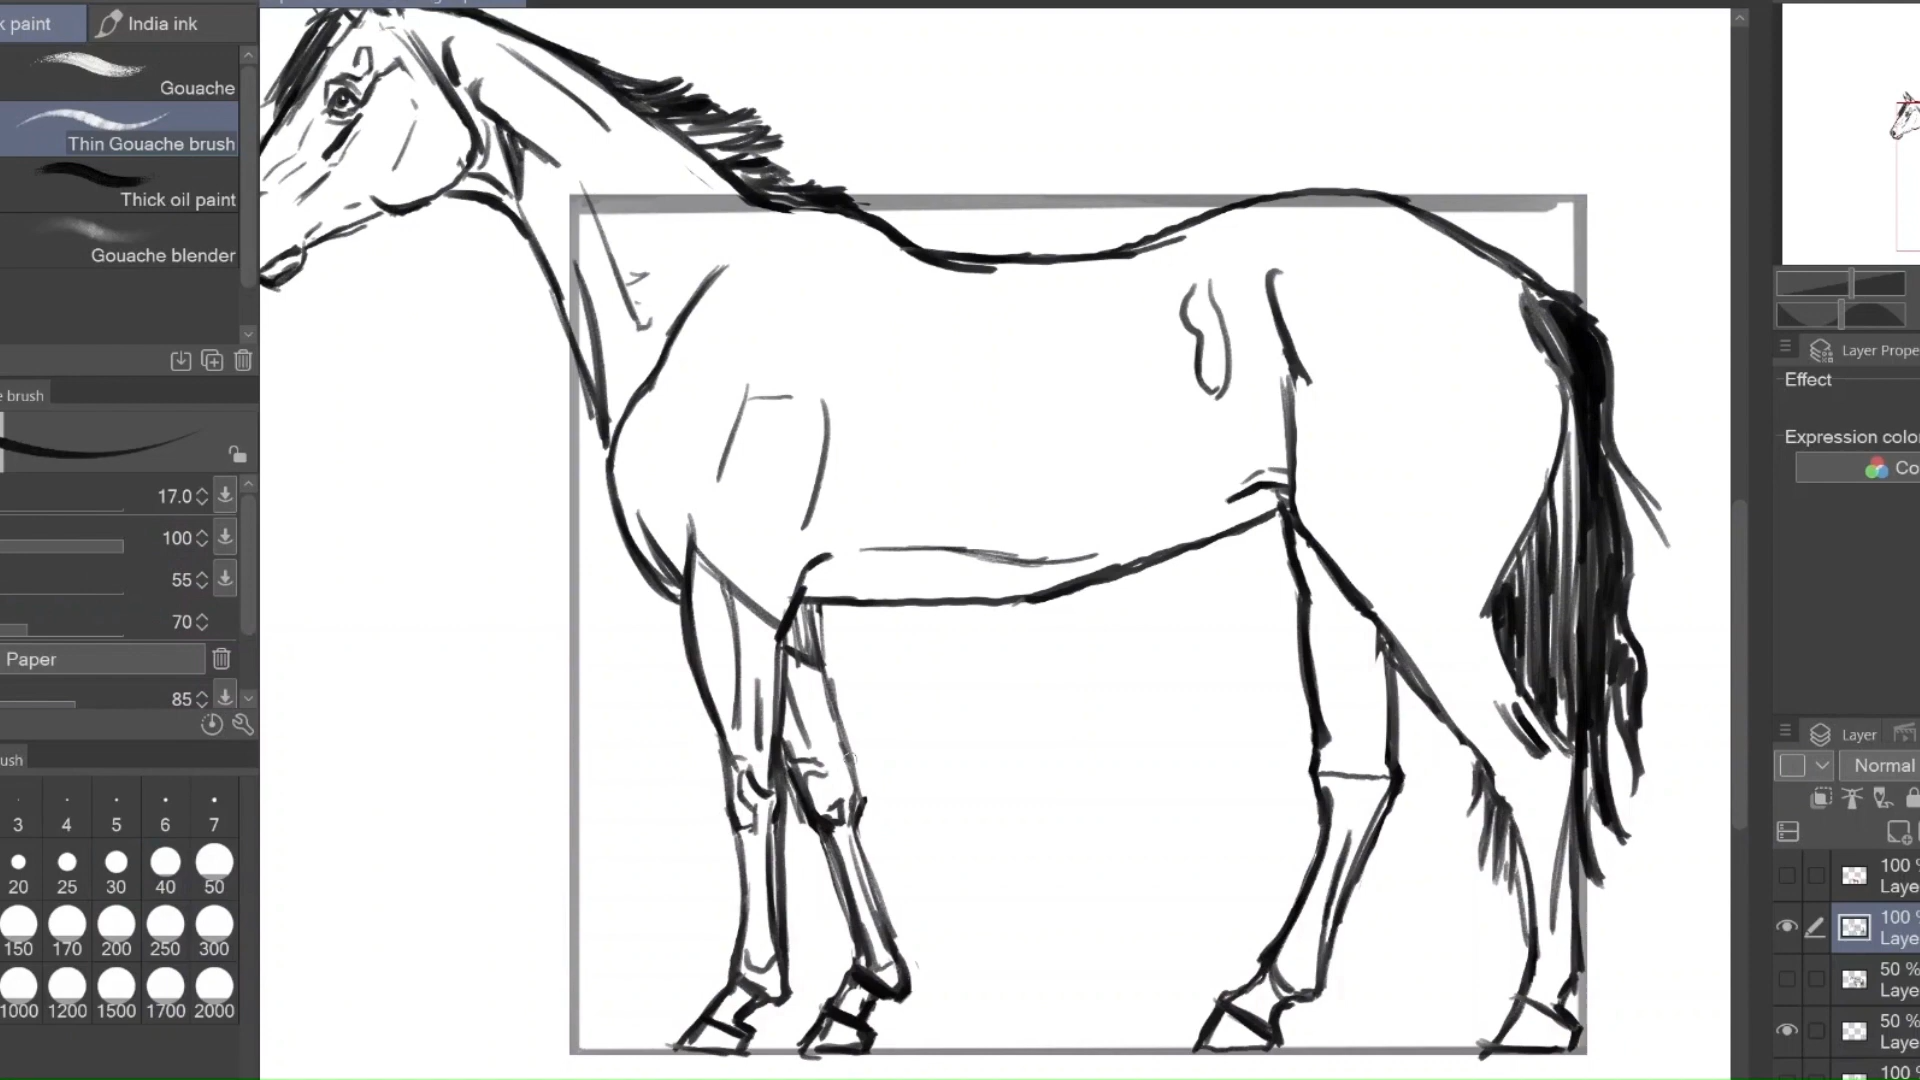 k paint
India ink
Gouache
Thin Gouache brush
Thick oil paint
Gouache blender
e brush
17.0
100
55
70
Paper
85
ush
3 4 5 6 7
20 25 30 40 50
150 170 200 250 300
1000 1200 1500 1700 2000
Layer Prope
Effect
Expression colo
Co
Layer
Normal
100 %
Laye
100 %
Laye
50 %
Laye
50 %
Laye
100 %